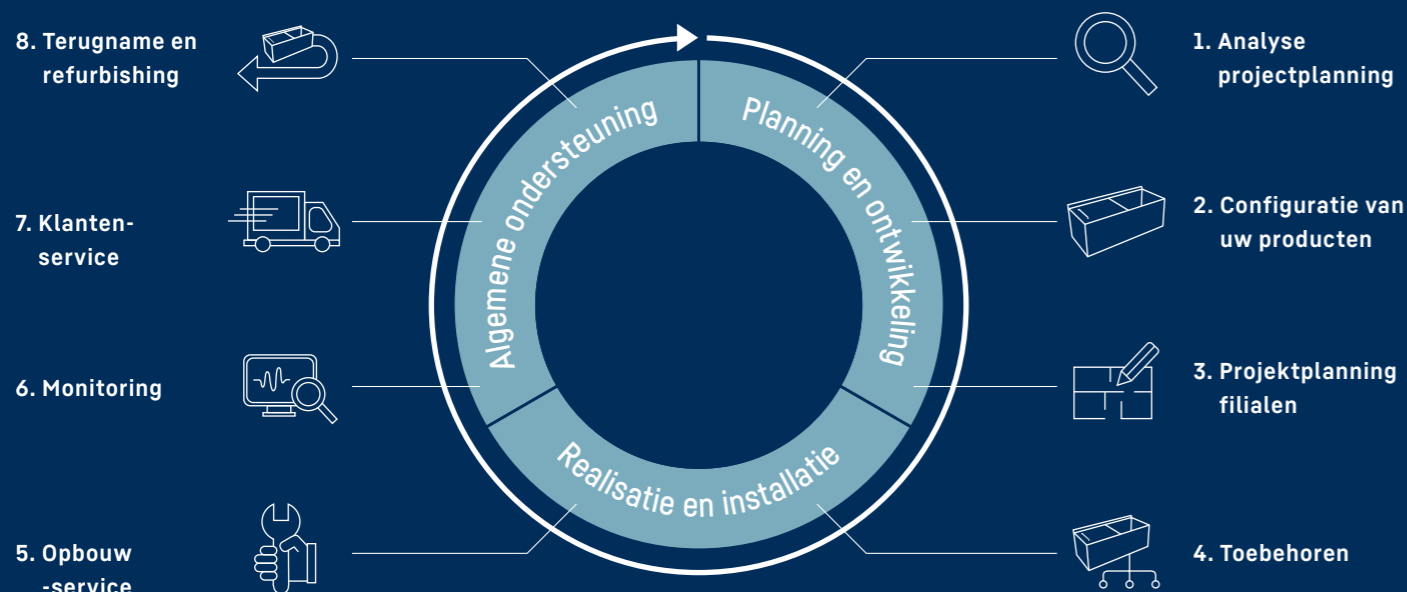 1. Analyse
projectplanning
2. Configuratie van
uw producten
3. Projektplanning
filialen
4. Toebehoren
5. Opbouw
-service
6. Monitoring
7. Klanten-
service
8. Terugname en
refurbishing
Planning en ontwikkeling
Realisatie en installatie
Algemene ondersteuning